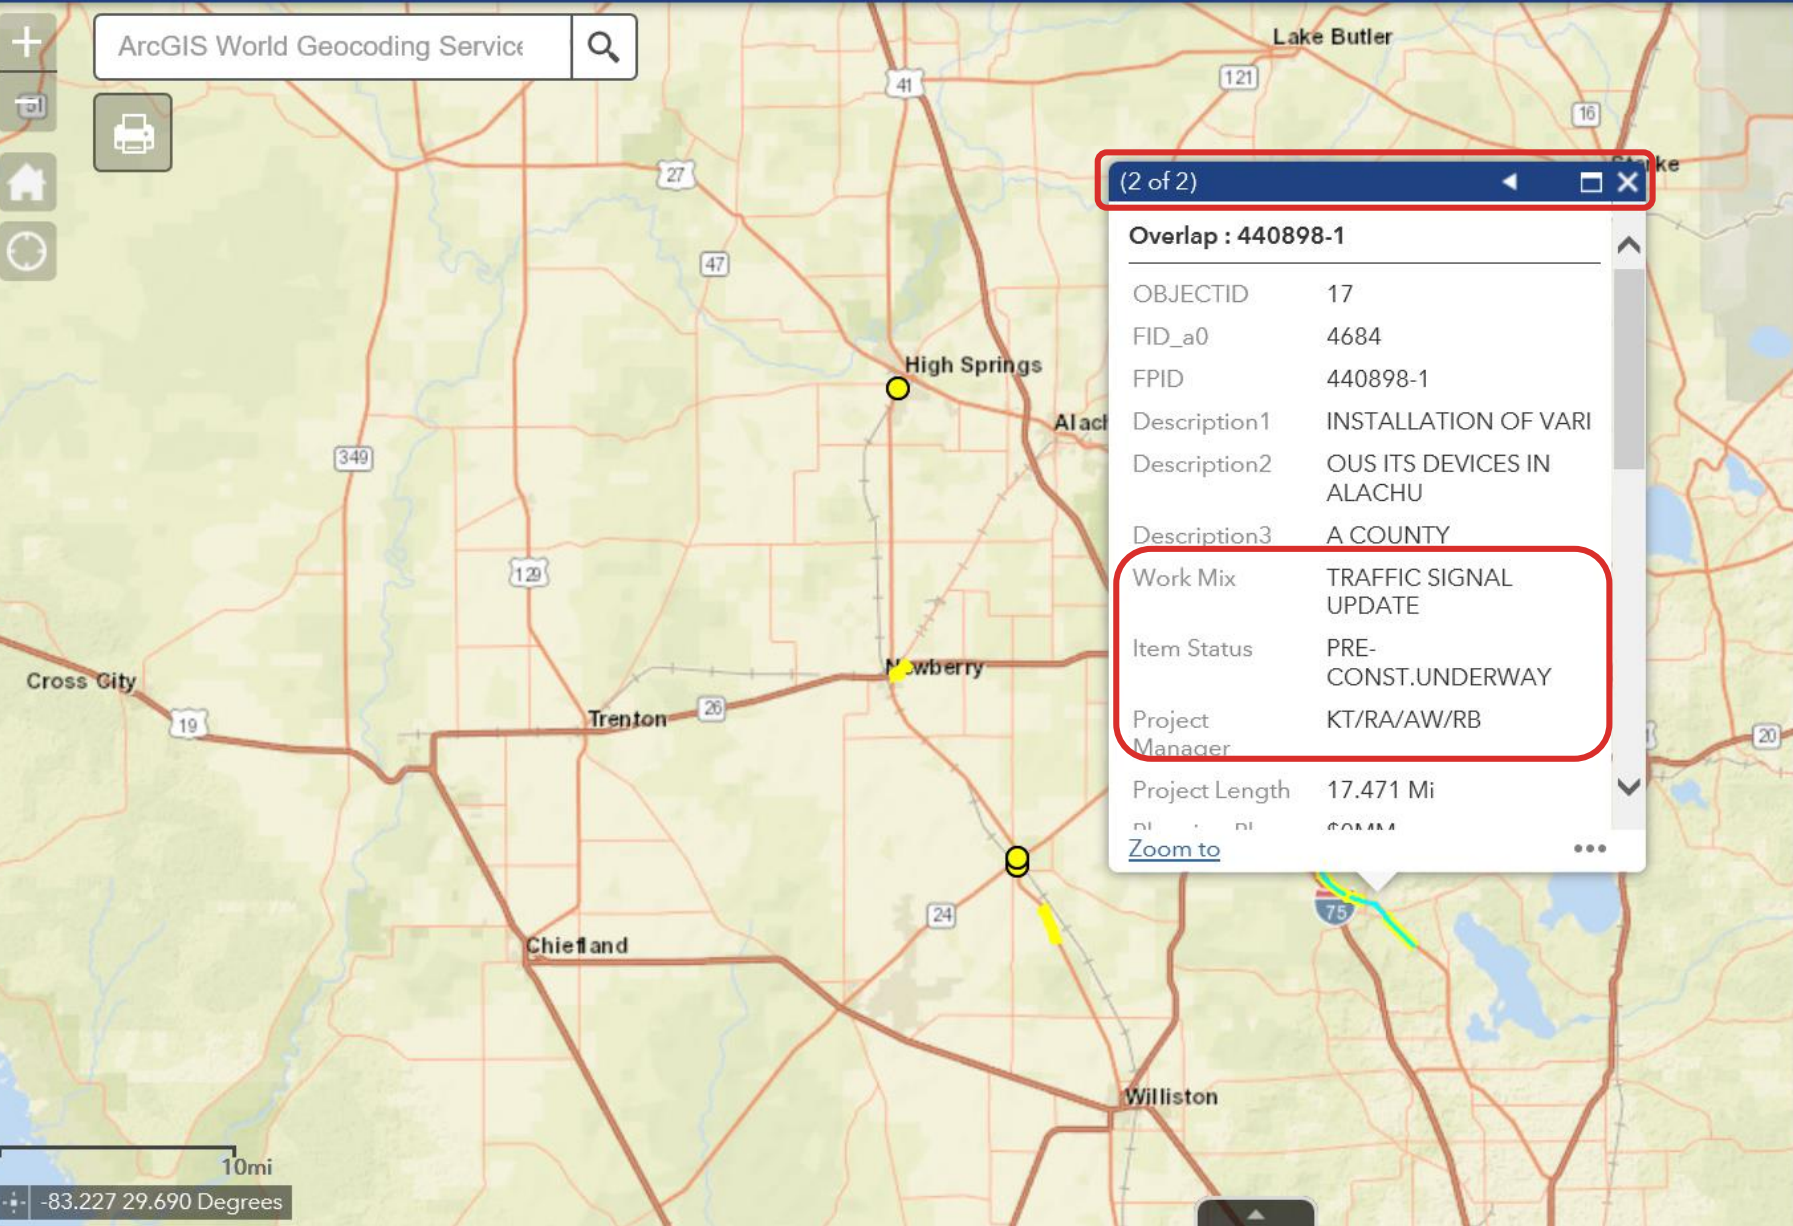 ArcGIS World Geocoding Service
Lake Butler
41
121
16
27
(2 of 2)
Overlap : 440898-1
47
OBJECTID 17
FID_a0 4684
High Springs
FPID 440898-1
Description1 INSTALLATION OF VARI
349
Description2 OUS ITS DEVICES IN
ALACHU
Description3 A COUNTY
129
Work Mix TRAFFIC SIGNAL
UPDATE
Item Status PRE-
CONST.UNDERWAY
Newberry
Cross City
26
Trenton
19
Project KT/RA/AW/RB
Manager
20
Project Length 17.471 Mi
Zoom to
24
75
Chiefland
Williston
10mi
-83.227 29.690 Degrees